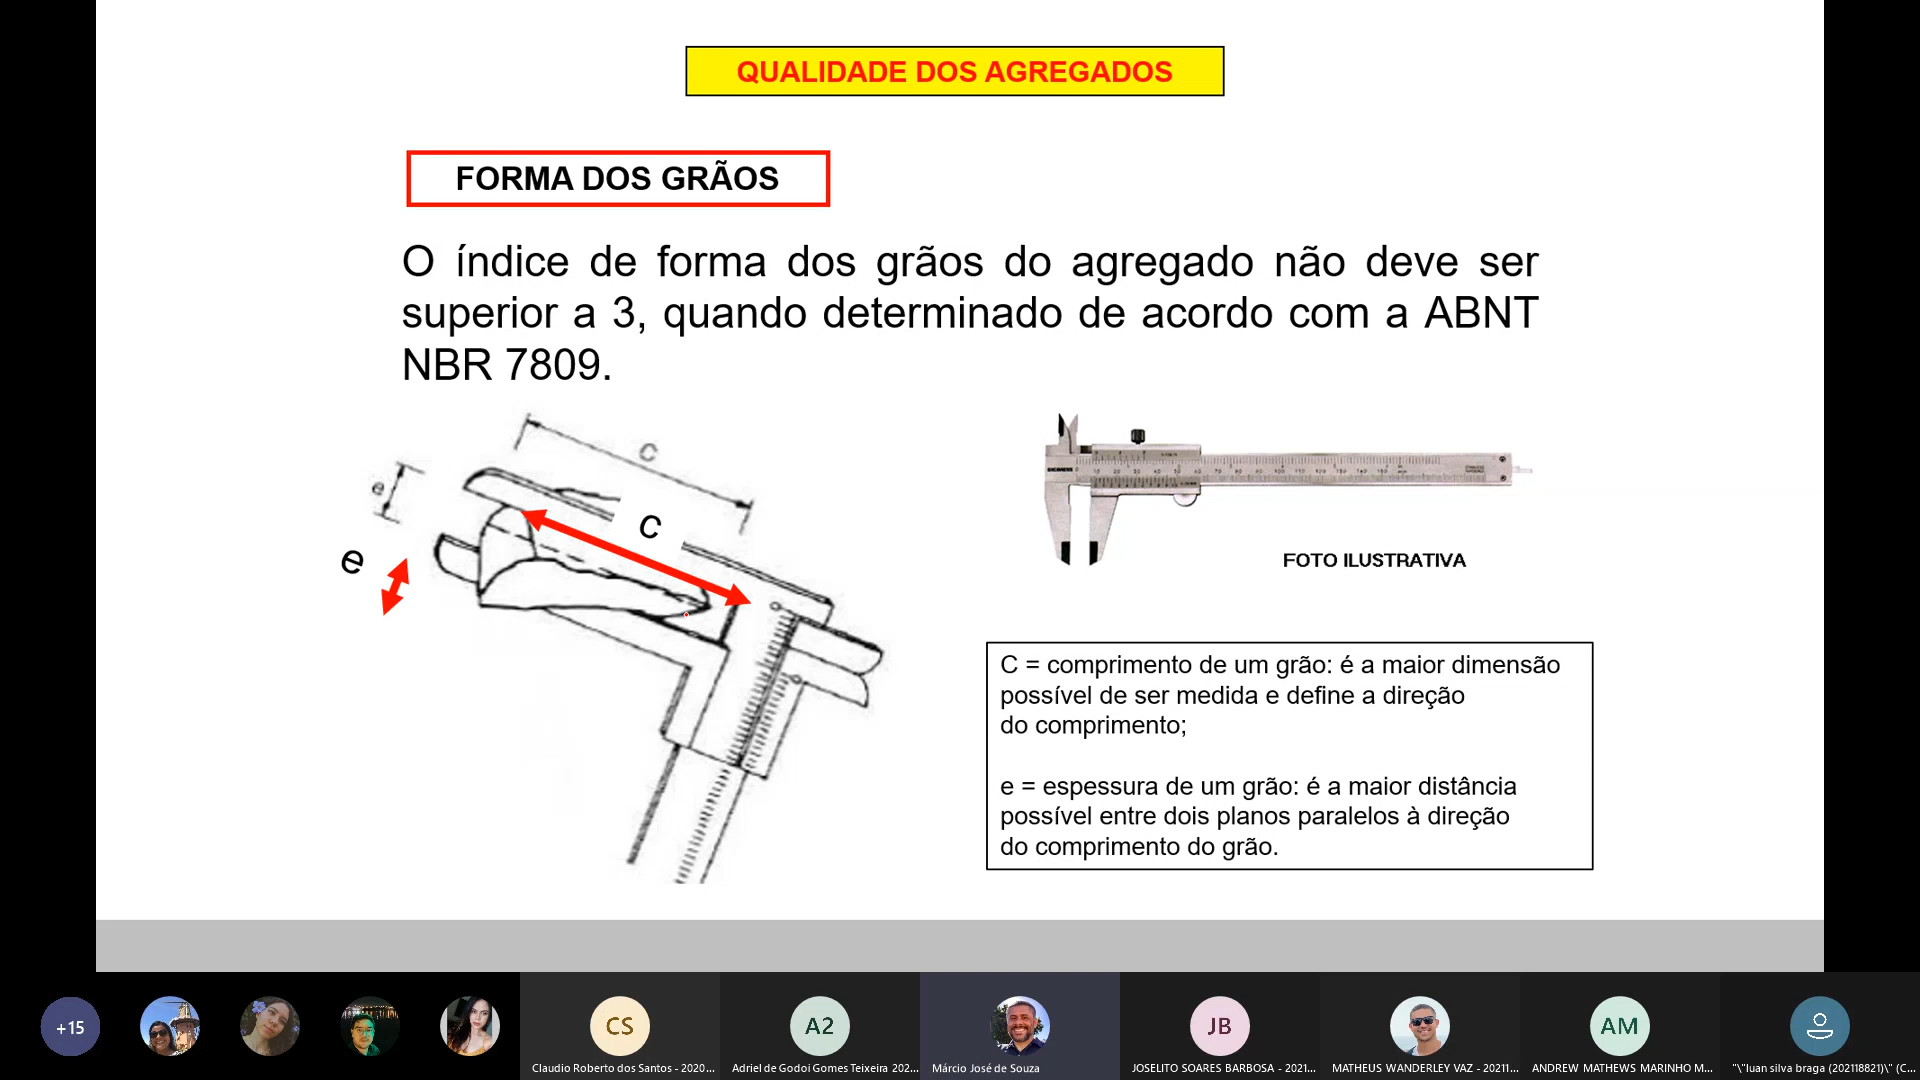 QUALIDADE DOS AGREGADOS
FORMA DOS GRÃOS
O índice de forma dos grãos do agregado não deve ser
superior a 3, quando determinado de acordo com a ABNT
NBR 7809.
C
e
C
e
FOTO ILUSTRATIVA
C = comprimento de um grão: é a maior dimensão
possível de ser medida e define a direção
do comprimento;
e = espessura de um grão: é a maior distância
possível entre dois planos paralelos à direção
do comprimento do grão.
+15
CS
A2
JB
AM
Claudio Roberto dos Santos - 2020...
Adriel de Godoi Gomes Teixeira 202...
Márcio José de Souza
JOSELITO SOARES BARBOSA - 2021...
MATHEUS WANDERLEY VAZ - 20211...
ANDREW MATHEWS MARINHO M...
"\"luan silva braga (202118821)\" (C...